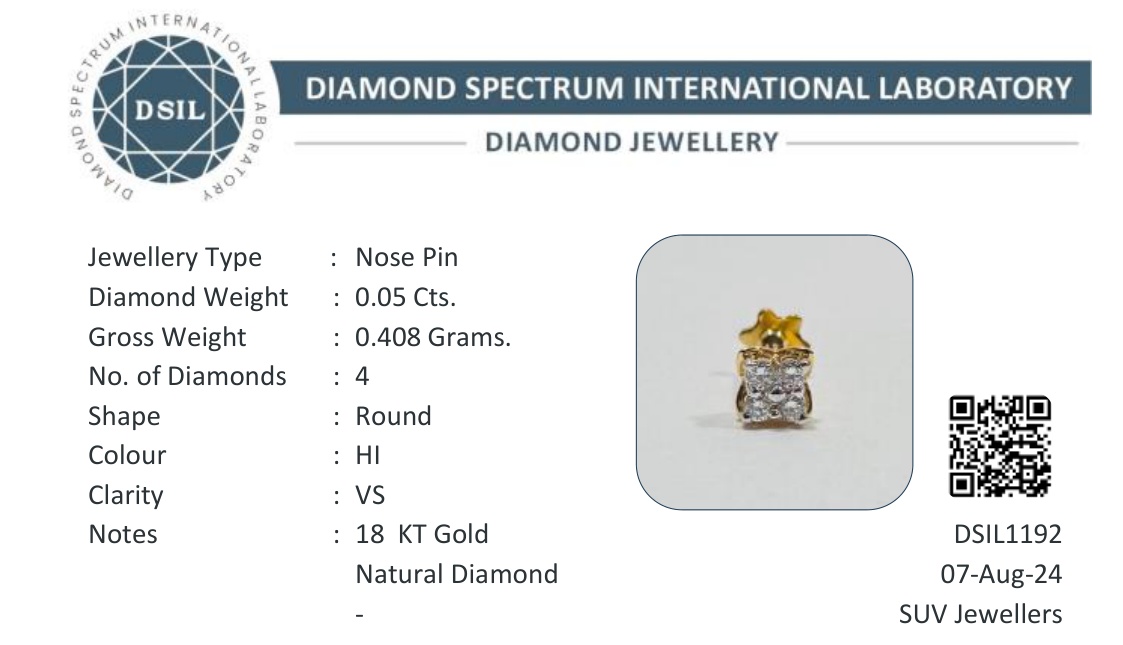 DIAMOND SPECTRUM INTERNATIONAL LABORATORY
DSIL
DIAMOND SPECTRUM INTERNATIONAL LABORATORY
DIAMOND JEWELLERY
Jewellery Type : Nose Pin
Diamond Weight : 0.05 Cts.
Gross Weight : 0.408 Grams.
No. of Diamonds : 4
Shape : Round
Colour : HI
Clarity : VS
Notes : 18 KT Gold
Natural Diamond
-
DSIL1192
07-Aug-24
SUV Jewellers